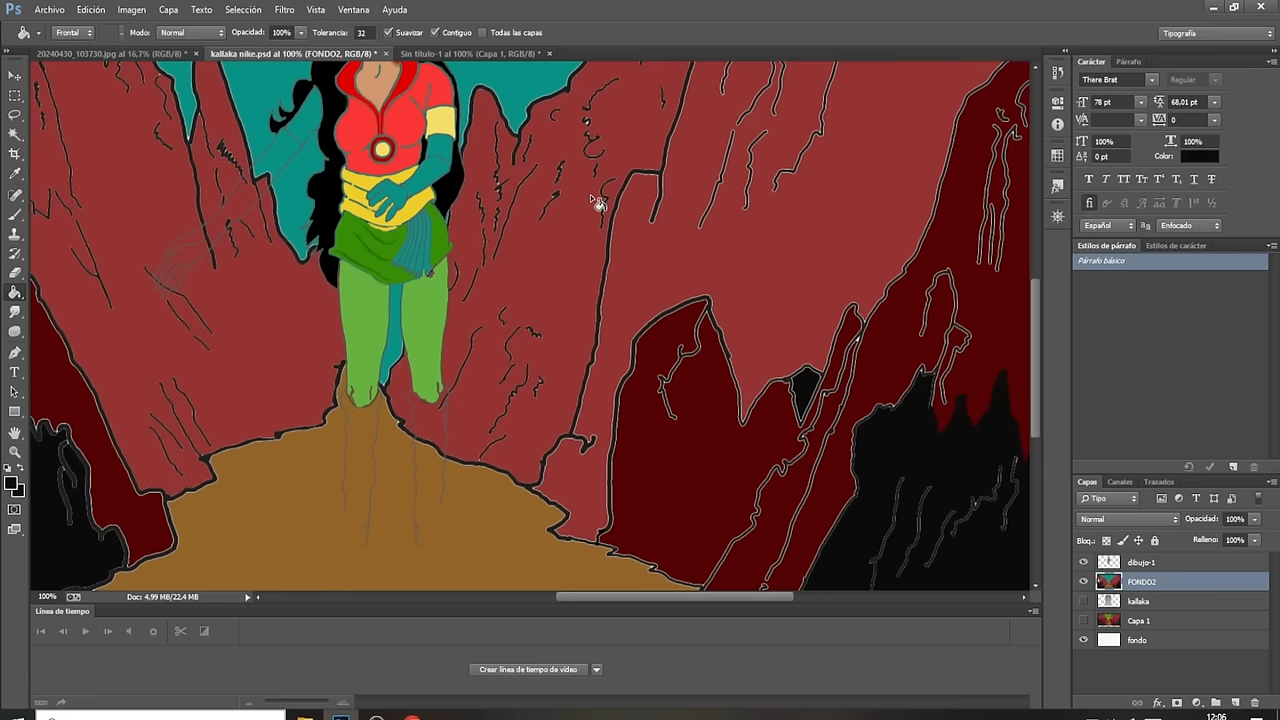 Ps Archivo Edición Imagen Capa Texto Selección Filtro Vista Ventana Ayuda
Frontal Modo: Normal Opacidad: 100% Tolerancia: 32 Suavizar Contiguo Todas las capas Tipografía
20240430_103730.jpg al 16,7% (RGB/8) * × kallaka nike.psd al 100% (FONDO2, RGB/8) * × Sin título-1 al 100% (Capa 1, RGB/8) * ×
Carácter Párrafo
There Brat Regular
78 pt 68,01 pt
0
100% 100%
0 pt Color:
Español Enfocado
Estilos de párrafo Estilos de carácter
Párrafo básico
Capas Canales Trazados
Tipo
Normal Opacidad: 100%
Bloq.: Relleno: 100%
dibujo-1
FONDO2
kallaka
Capa 1
fondo
100% Doc: 4,99 MB/22,4 MB
Línea de tiempo
Crear línea de tiempo de vídeo
12:06